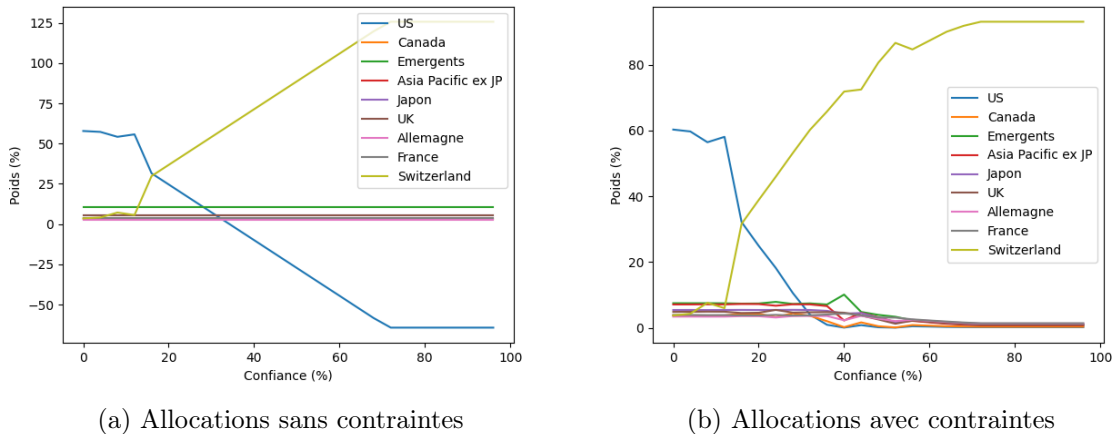 125
100
75
50
25
0
−25
−50
Poids (%)
0
20
40
60
80
100
Confiance (%)
US
Canada
Emergents
Asia Pacific ex JP
Japon
UK
Allemagne
France
Switzerland
(a) Allocations sans contraintes
80
60
40
20
0
Poids (%)
0
20
40
60
80
100
Confiance (%)
US
Canada
Emergents
Asia Pacific ex JP
Japon
UK
Allemagne
France
Switzerland
(b) Allocations avec contraintes